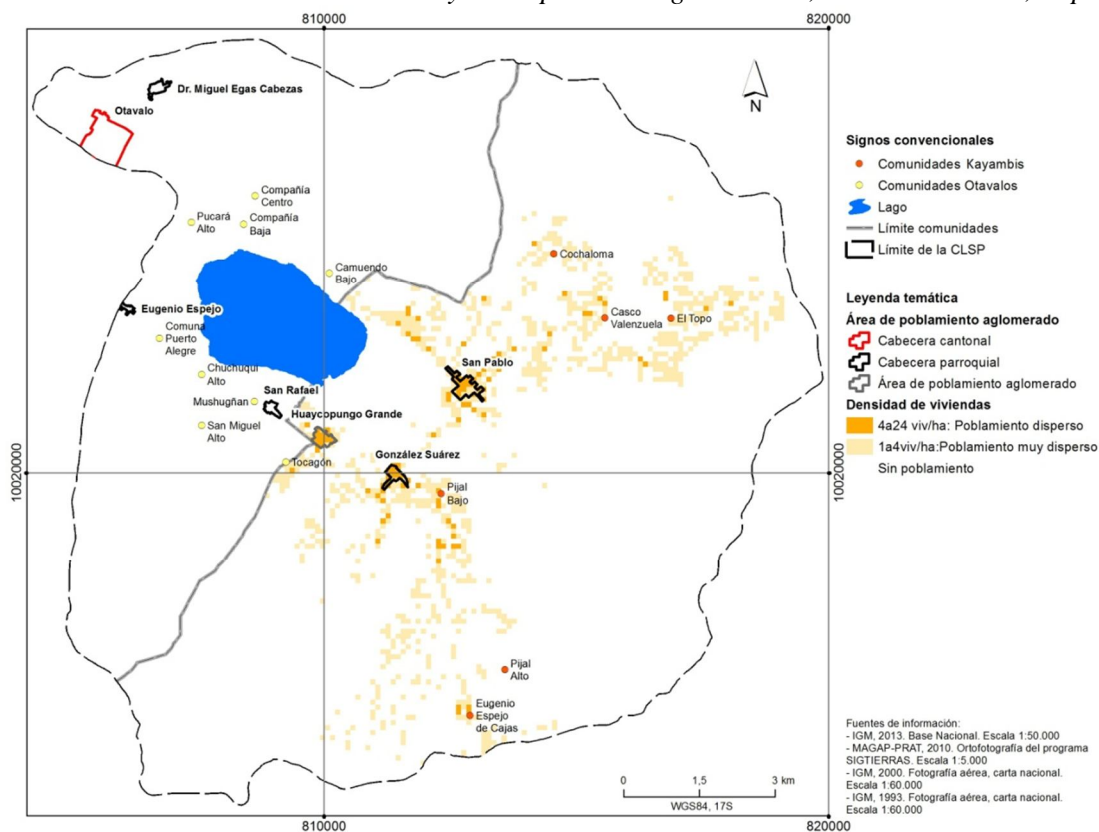 810000
820000
Dr. Miguel Egas Cabezas
Otavalo
N
Compañía
Centro
Pucará
Alto
Compañía
Baja
Camuendo
Bajo
Cochaloma
Eugenio Espejo
Comuna
Puerto
Alegre
Casco
Valenzuela
El Topo
Chuchuqui
Alto
San Pablo
San Rafael
Mushugñan
Huaycopungo Grande
San Miguel
Alto
González Suárez
Tocagón
10020000
10020000
Pijal
Bajo
Pijal
Alto
Eugenio
Espejo
de Cajas
Signos convencionales
Comunidades Kayambis
Comunidades Otavalos
Lago
Límite comunidades
Límite de la CLSP
Leyenda temática
Área de poblamiento aglomerado
Cabecera cantonal
Cabecera parroquial
Área de poblamiento aglomerado
Densidad de viviendas
4a24 viv/ha: Poblamiento disperso
1a4viv/ha:Poblamiento muy disperso
Sin poblamiento
Fuentes de información:
- IGM, 2013. Base Nacional. Escala 1:50.000
- MAGAP-PRAT, 2010. Ortofotografía del programa
SIGTIERRAS. Escala 1:5.000
- IGM, 2000. Fotografía aérea, carta nacional.
Escala 1:60.000
- IGM, 1993. Fotografía aérea, carta nacional.
Escala 1:60.000
0 1,5 3 km
WGS84, 17S
810000
820000